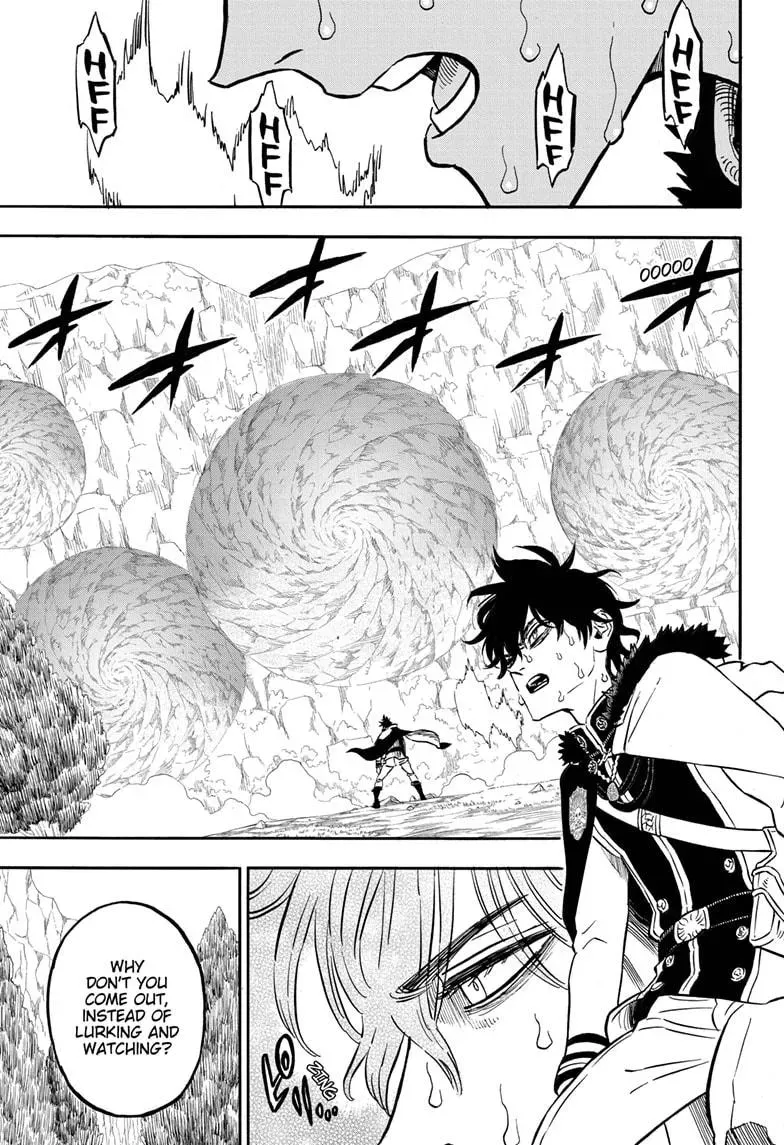 HFF
HFF
HFF
HFF
OOOOO
WHY
DON'T YOU
COME OUT,
INSTEAD OF
LURKING AND
WATCHING?
ZING